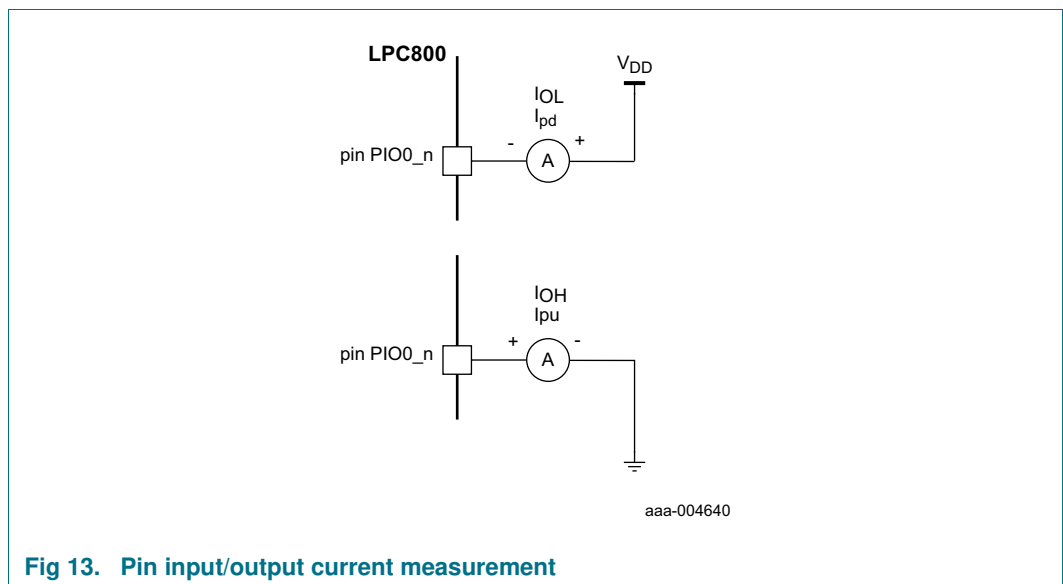 LPC800
VDD
IOL
Ipd
- +
pin PIO0_n
A
IOH
Ipu
+ -
pin PIO0_n
A
aaa-004640
Fig 13. Pin input/output current measurement